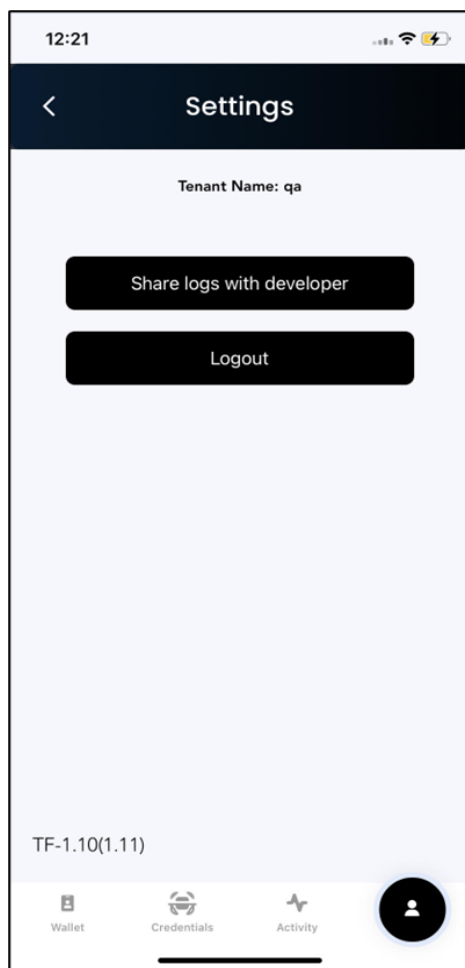 12:21
Settings
Tenant Name: qa
Share logs with developer
Logout
TF-1.10(1.11)
Wallet Credentials Activity